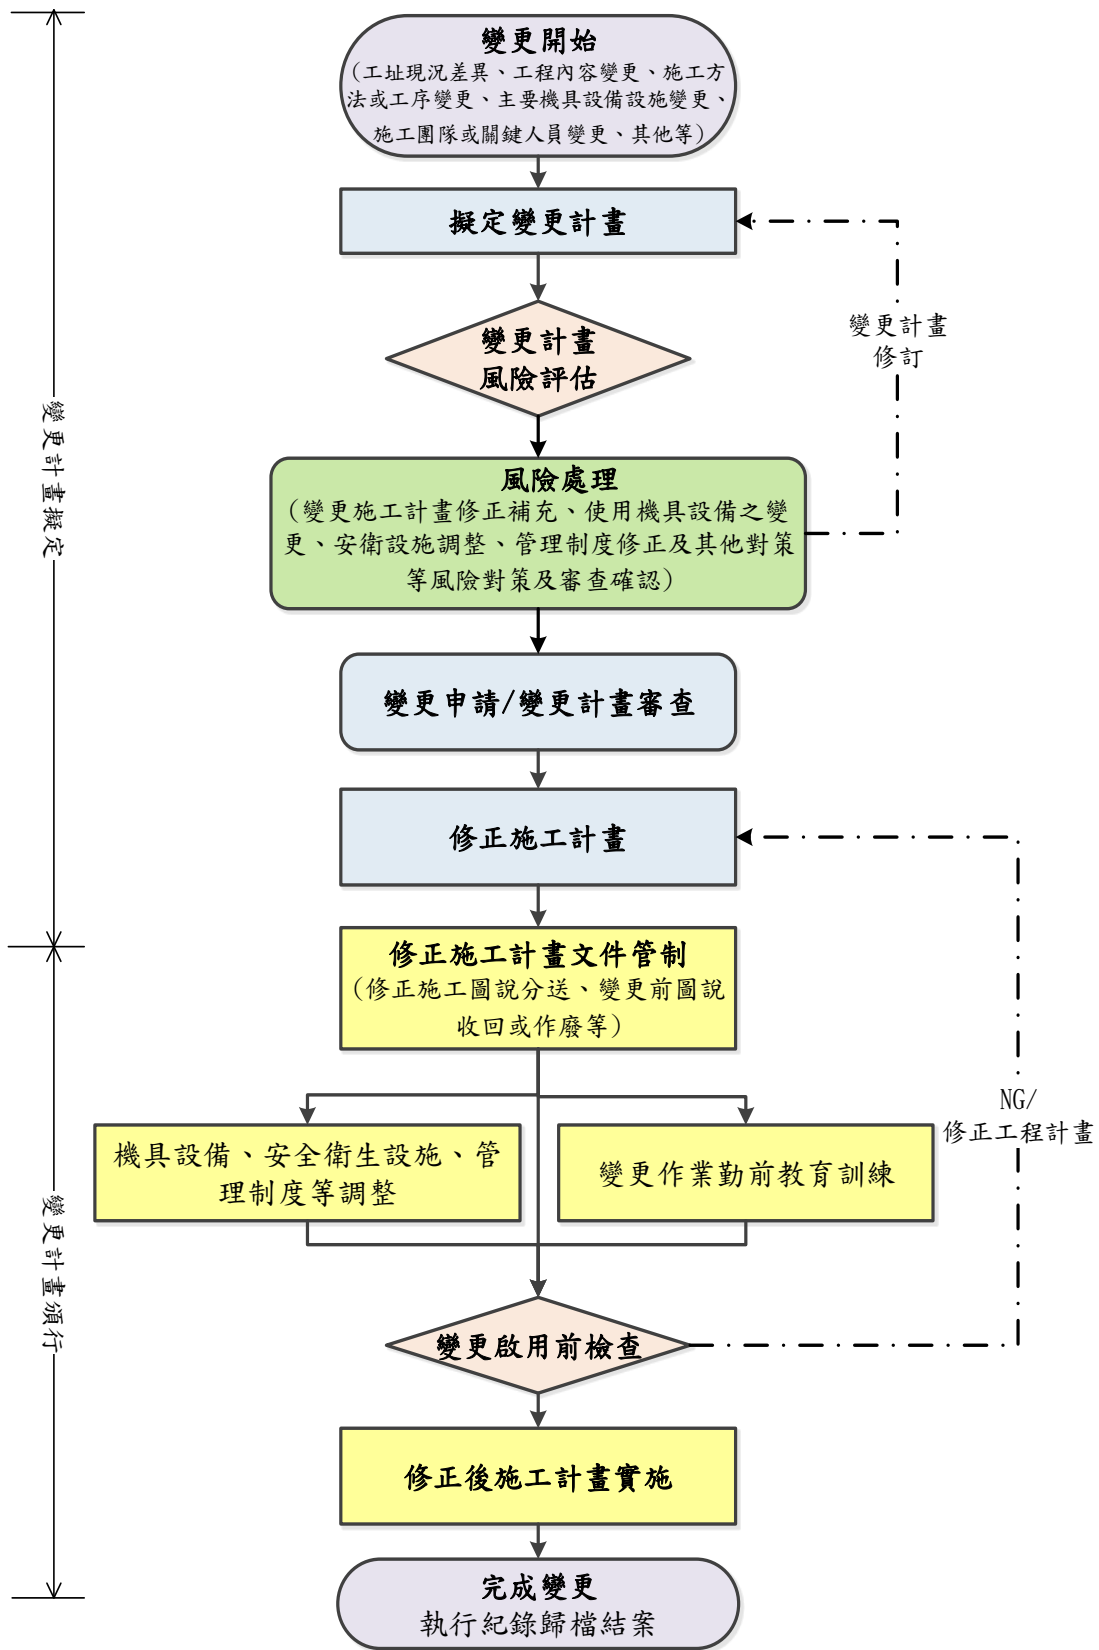 變更開始
（工址現況差異、工程內容變更、施工方
法或工序變更、主要機具設備設施變更、
施工團隊或關鍵人員變更、其他等）
擬定變更計畫
變更計畫
風險評估
變更計畫
修訂
風險處理
（變更施工計畫修正補充、使用機具設備之變
更、安衛設施調整、管理制度修正及其他對策
等風險對策及審查確認）
變更計畫擬定
變更申請/變更計畫審查
修正施工計畫
修正施工計畫文件管制
（修正施工圖說分送、變更前圖說
收回或作廢等）
NG/
修正工程計畫
機具設備、安全衛生設施、管
理制度等調整
變更作業勤前教育訓練
變更計畫頒行
變更啟用前檢查
修正後施工計畫實施
完成變更
執行紀錄歸檔結案